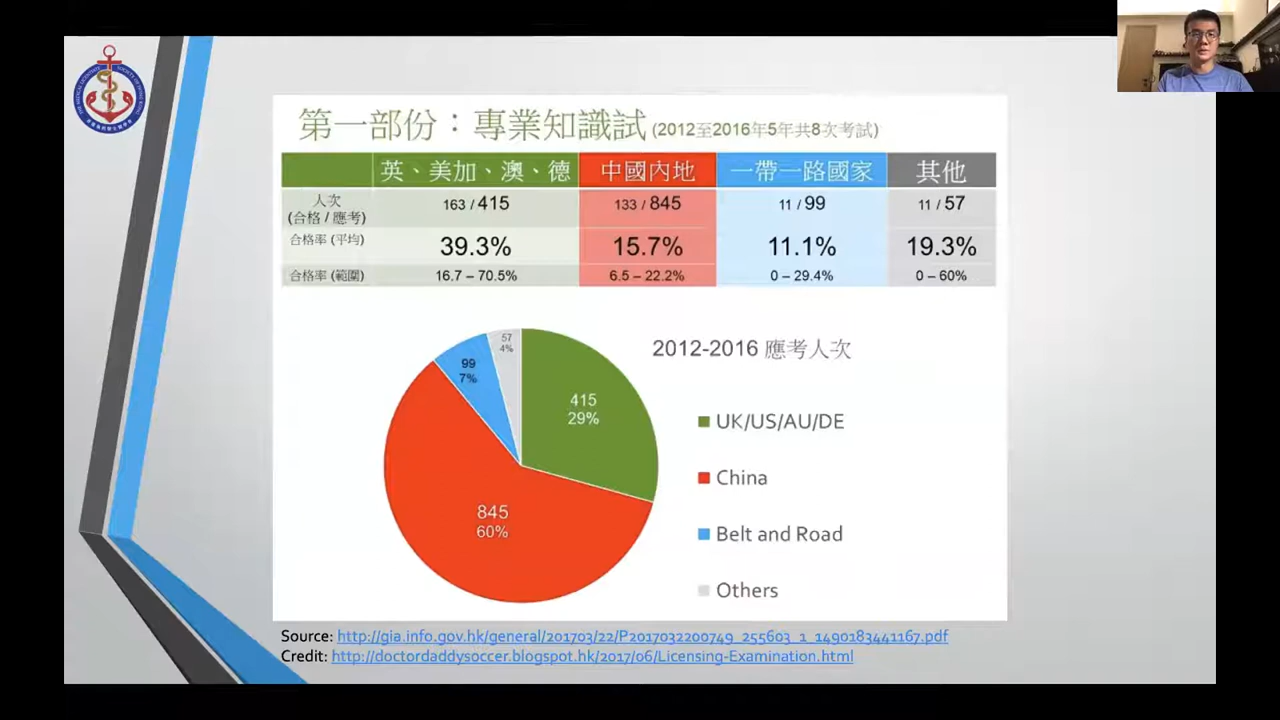 第一部份：專業知識試 (2012至2016年5年共8次考試)
英、美加、澳、德 中國內地 一帶一路國家 其他
人次 (合格 / 應考) 163 / 415 133 / 845 11 / 99 11 / 57
合格率 (平均) 39.3% 15.7% 11.1% 19.3%
合格率 (範圍) 16.7 – 70.5% 6.5 – 22.2% 0 – 29.4% 0 – 60%
2012-2016 應考人次
57
4%
99
7%
415
29%
845
60%
UK/US/AU/DE
China
Belt and Road
Others
Source: http://gia.info.gov.hk/general/201703/22/P2017032200749_255603_1_1490183441167.pdf
Credit: http://doctordaddysoccer.blogspot.hk/2017/06/Licensing-Examination.html